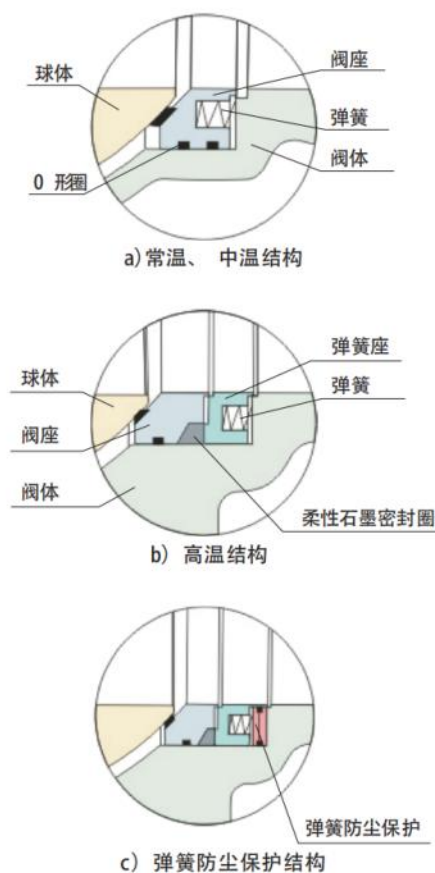 球体
阀座
弹簧
O 形圈
阀体
a)常温、 中温结构
弹簧座
球体
弹簧
阀座
阀体
柔性石墨密封圈
b) 高温结构
弹簧防尘保护
c) 弹簧防尘保护结构